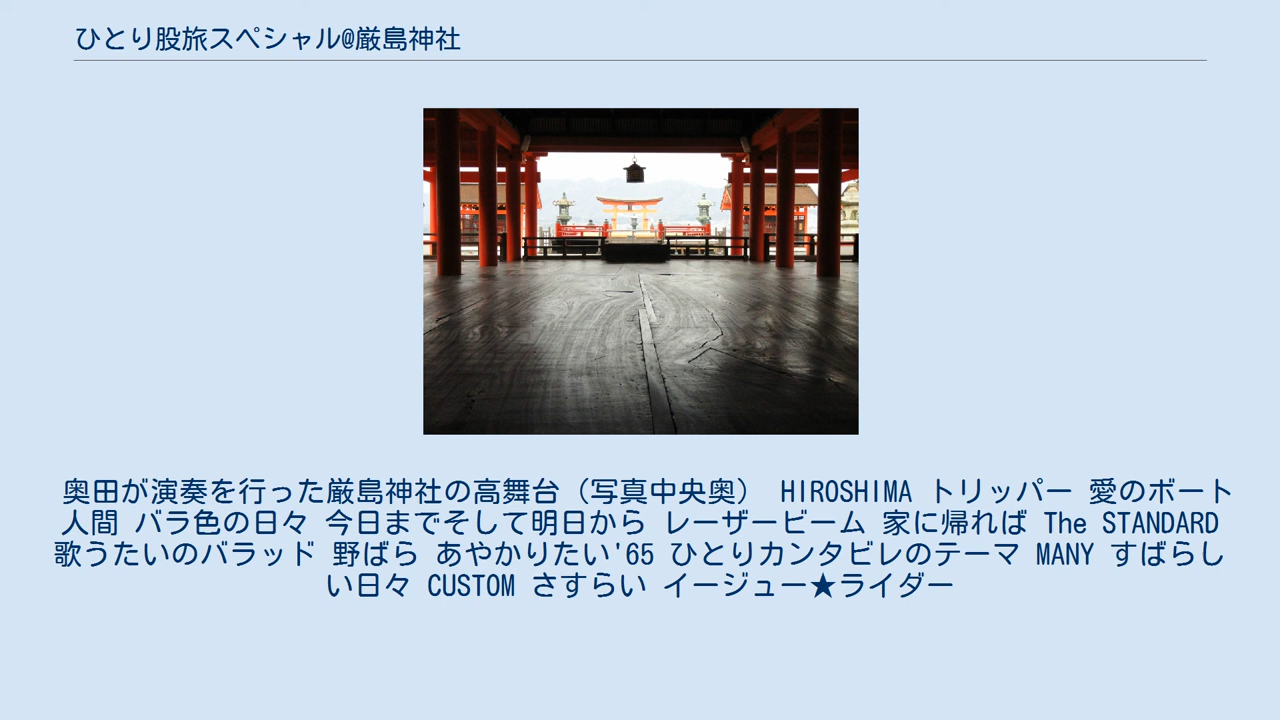 ひとり股旅スペシャル@厳島神社
奥田が演奏を行った厳島神社の高舞台（写真中央奥） HIROSHIMA トリッパー 愛のボート
人間 バラ色の日々 今日までそして明日から レーザービーム 家に帰れば The STANDARD
歌うたいのバラッド 野ばら あやかりたい'65 ひとりカンタビレのテーマ MANY すばらし
い日々 CUSTOM さすらい イージュー★ライダー